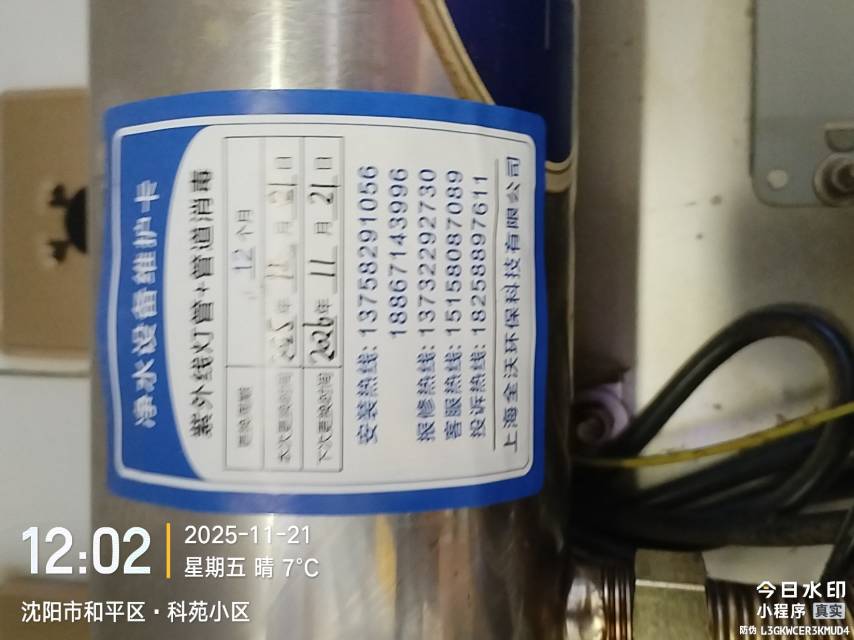 净水设备维护卡
紫外线灯管+管道消毒
更换周期 12个月
本次更换时间 2025年11月21日
下次更换时间 2026年11月21日
安装热线: 13758291056
18867143996
报修热线: 13732292730
客服热线: 15158087089
投诉热线: 18258897611
上海全沃环保科技有限公司
12:02
2025-11-21
星期五 晴 7°C
沈阳市和平区·科苑小区
今日水印
小程序 真实
防伪 L3GKWCER3KMUD4